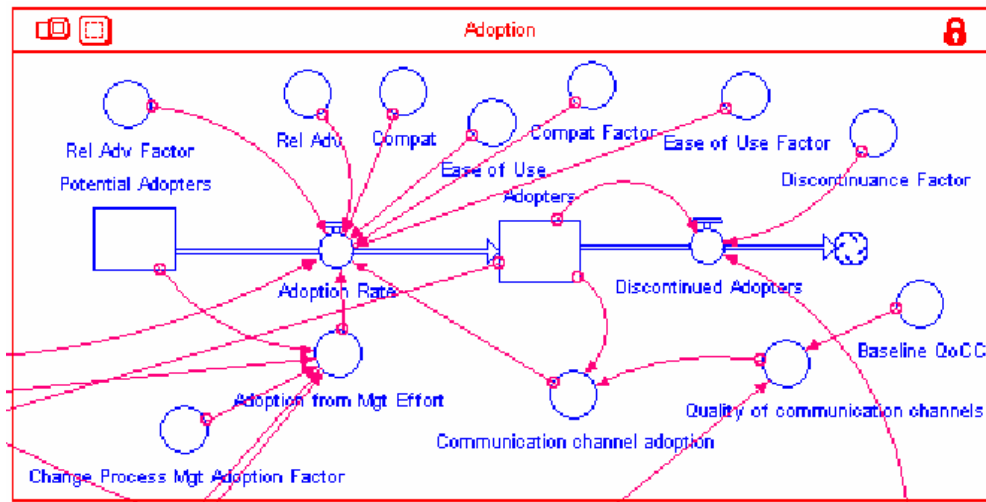 Adoption
Rel Adv Factor
Rel Adv
Compat
Ease of Use
Compat Factor
Ease of Use Factor
Discontinuance Factor
Potential Adopters
Adopters
Adoption Rate
Discontinued Adopters
Baseline QoCC
Adoption from Mgt Effort
Quality of communication channels
Communication channel adoption
Change Process Mgt Adoption Factor